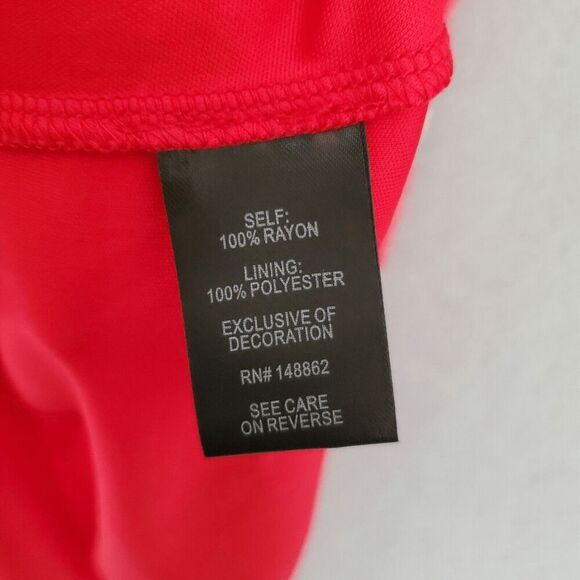 SELF:
100% RAYON
LINING:
100% POLYESTER
EXCLUSIVE OF
DECORATION
RN# 148862
SEE CARE
ON REVERSE